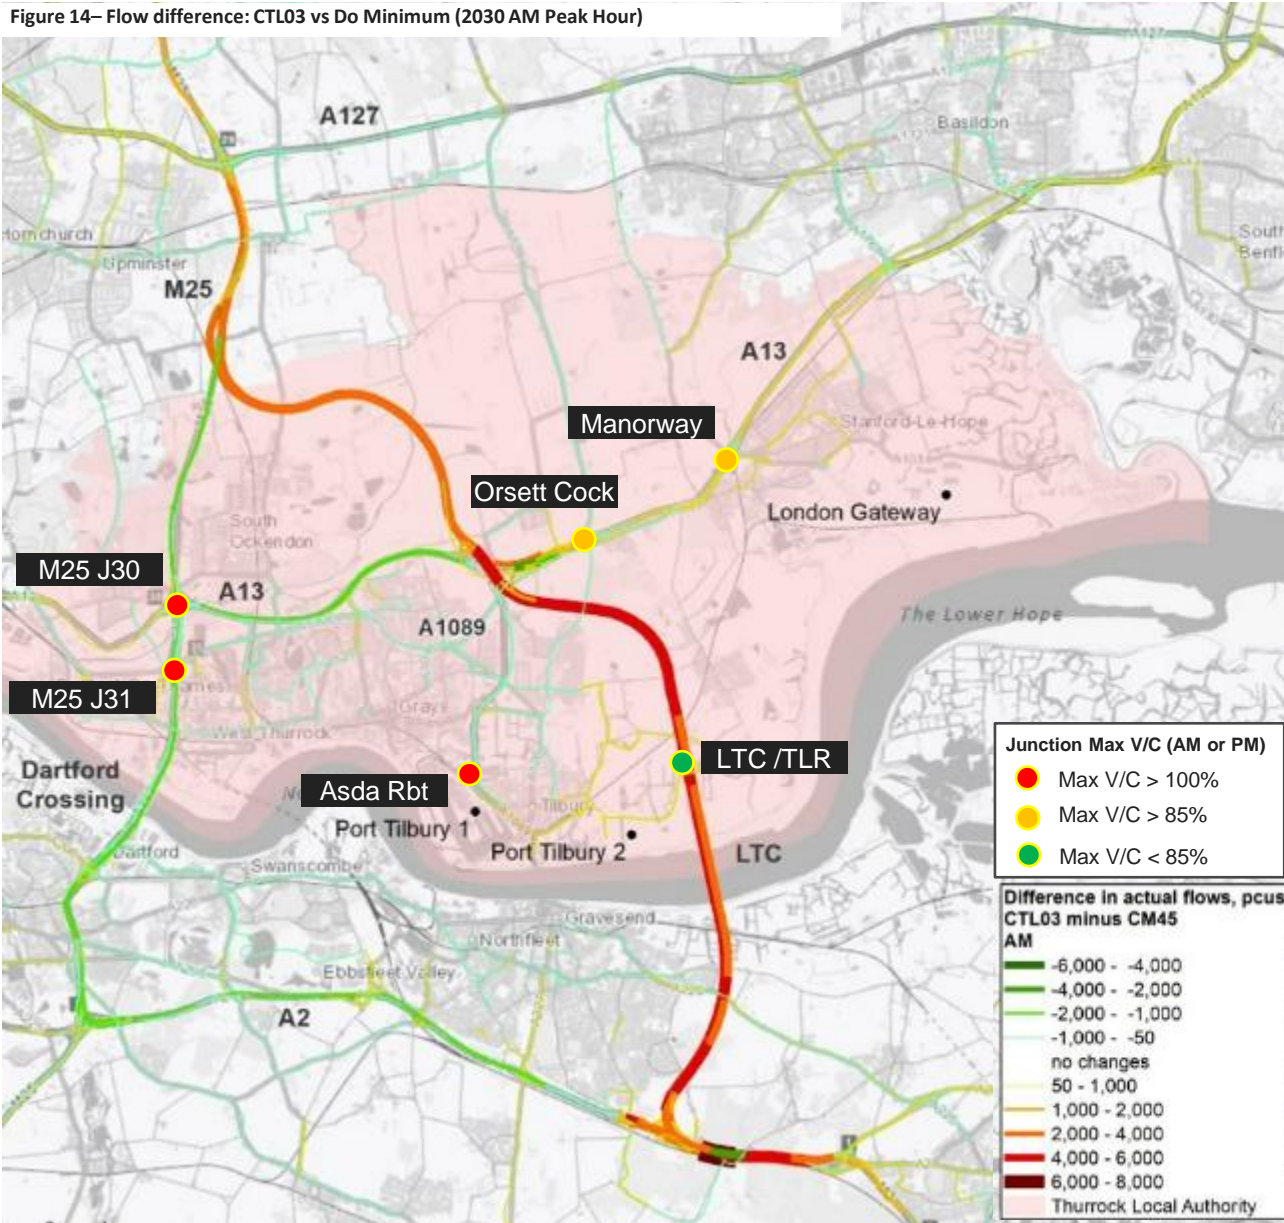 Figure 14– Flow difference: CTL03 vs Do Minimum (2030 AM Peak Hour)
A127
A127
Basildon
Hornchurch
Upminster
South
Benfl
M25
A13
Manorway
Stanford-Le-Hope
Orsett Cock
London Gateway
South
Ockendon
M25 J30
A13
The Lower Hope
A1089
M25 J31
Grays
West Thurrock
LTC /TLR
Dartford
Crossing
Asda Rbt
Tilbury
Port Tilbury 1
Port Tilbury 2
LTC
Dartford
Swanscombe
Gravesend
Northfleet
Ebbsfleet Valley
A2
Junction Max V/C (AM or PM)
Max V/C > 100%
Max V/C > 85%
Max V/C < 85%
Difference in actual flows, pcus
CTL03 minus CM45
AM
-6,000 - -4,000
-4,000 - -2,000
-2,000 - -1,000
-1,000 - -50
no changes
50 - 1,000
1,000 - 2,000
2,000 - 4,000
4,000 - 6,000
6,000 - 8,000
Thurrock Local Authority